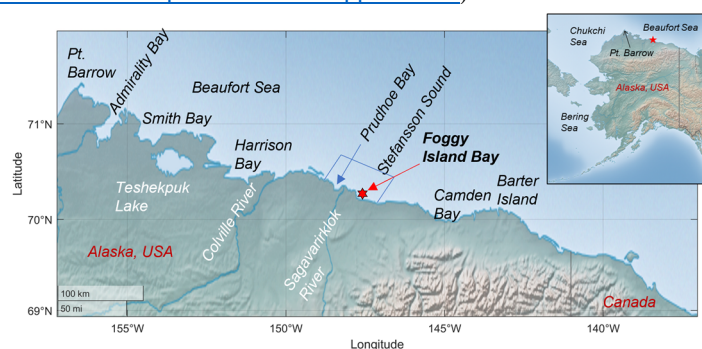 Pt.
Barrow
Admirality Bay
Beaufort Sea
Smith Bay
Harrison
Bay
Prudhoe Bay
Stefansson Sound
Foggy
Island Bay
Camden
Bay
Barter
Island
Teshekpuk
Lake
Colville River
Sagavarirklok
River
Alaska, USA
Canada
100 km
50 mi
71°N
70°N
69°N
Latitude
155°W
150°W
145°W
140°W
Longitude
Chukchi
Sea
Beaufort Sea
Pt. Barrow
Alaska, USA
Bering
Sea